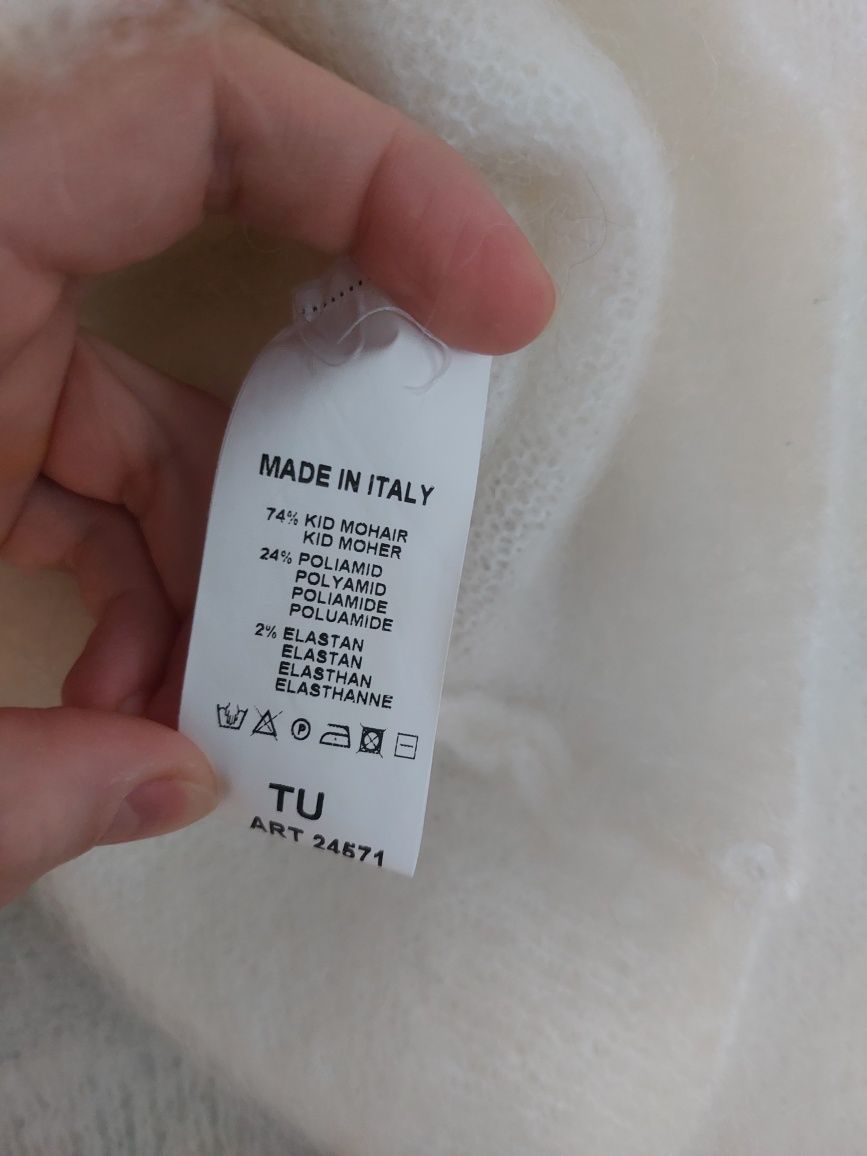 MADE IN ITALY
74% KID MOHAIR
KID MOHER
24% POLIAMID
POLYAMID
POLIAMIDE
POLUAMIDE
2% ELASTAN
ELASTAN
ELASTHAN
ELASTHANNE
P
TU
ART 24571